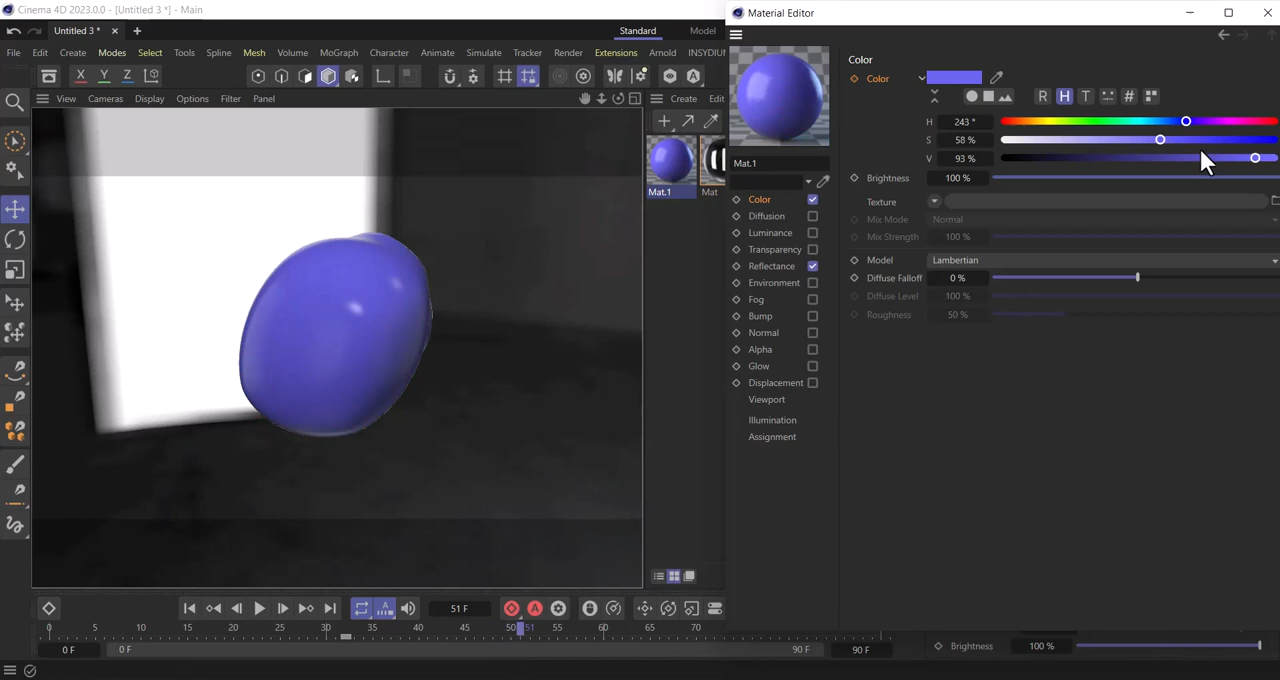 Cinema 4D 2023.0.0 - [Untitled 3 *] - Main
Material Editor
Untitled 3 *
Standard
Model
File Edit Create Modes Select Tools Spline Mesh Volume MoGraph Character Animate Simulate Tracker Render Extensions Arnold INSYDIU
X Y Z
View Cameras Display Options Filter Panel
Create Edit
Mat.1
Mat
Mat.1
Color
Diffusion
Luminance
Transparency
Reflectance
Environment
Fog
Bump
Normal
Alpha
Glow
Displacement
Viewport
Illumination
Assignment
Color
Color
R H T #
H 243 °
S 58 %
V 93 %
Brightness 100 %
Texture
Mix Mode Normal
Mix Strength 100 %
Model Lambertian
Diffuse Falloff 0 %
Diffuse Level 100 %
Roughness 50 %
A
51 F
A
0 5 10 15 20 25 30 35 40 45 50 51 55 60 65 70
0 F
0 F
90 F
90 F
Brightness 100 %